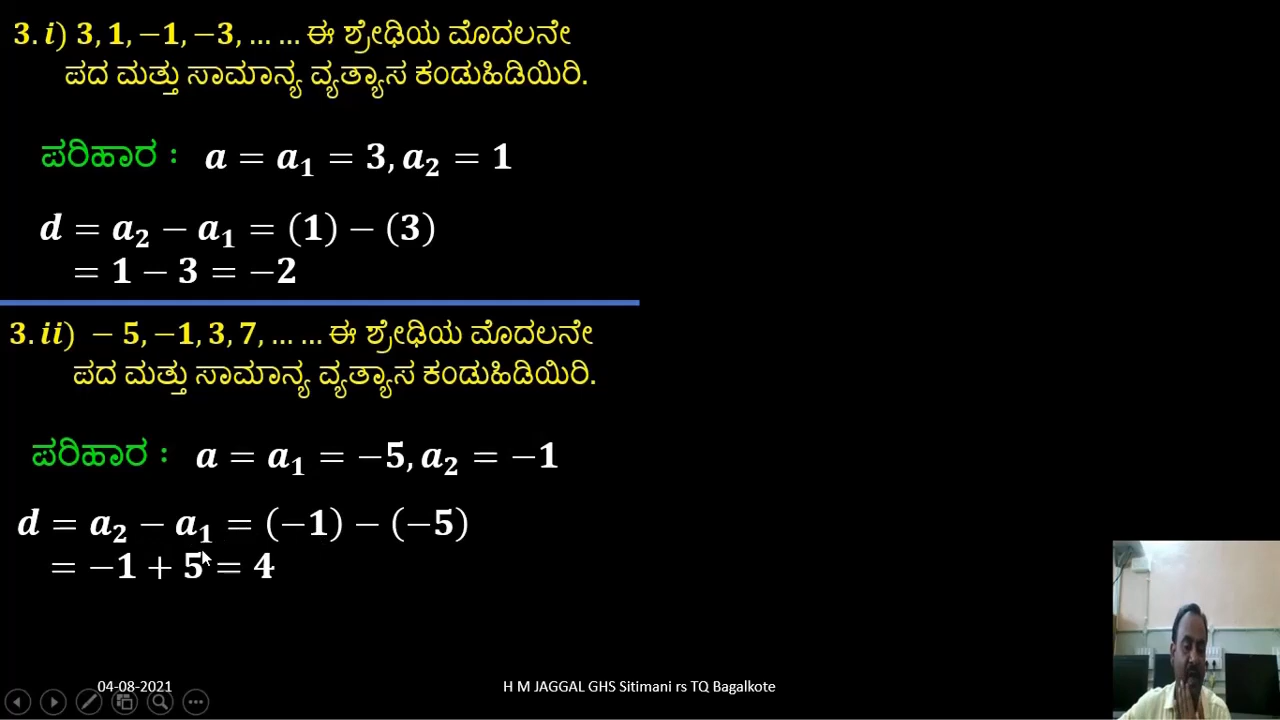 3. i) 3, 1, −1, −3, ... ... ಈ ಶ್ರೇಢಿಯ ಮೊದಲನೇ
ಪದ ಮತ್ತು ಸಾಮಾನ್ಯ ವ್ಯತ್ಯಾಸ ಕಂಡುಹಿಡಿಯಿರಿ.
ಪರಿಹಾರ : a = a₁ = 3, a₂ = 1
d = a₂ − a₁ = (1) − (3)
= 1 − 3 = −2
3. ii) − 5, −1, 3, 7, ... ... ಈ ಶ್ರೇಢಿಯ ಮೊದಲನೇ
ಪದ ಮತ್ತು ಸಾಮಾನ್ಯ ವ್ಯತ್ಯಾಸ ಕಂಡುಹಿಡಿಯಿರಿ.
ಪರಿಹಾರ : a = a₁ = −5, a₂ = −1
d = a₂ − a₁ = (−1) − (−5)
= −1 + 5 = 4
04-08-2021 H M JAGGAL GHS Sitimani rs TQ Bagalkote